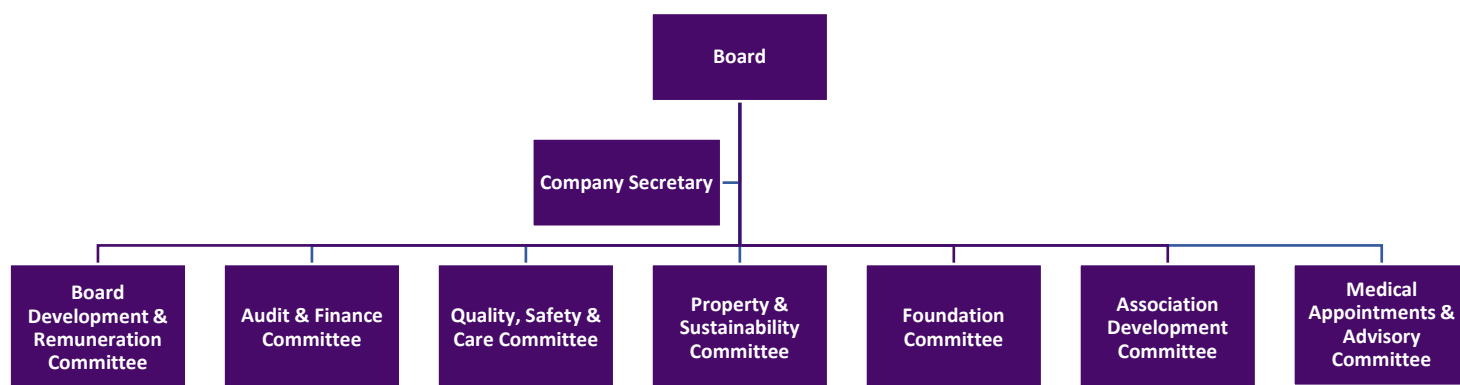 Board
Company Secretary
Board
Development &
Remuneration
Committee
Audit & Finance
Committee
Quality, Safety &
Care Committee
Property &
Sustainability
Committee
Foundation
Committee
Association
Development
Committee
Medical
Appointments &
Advisory
Committee